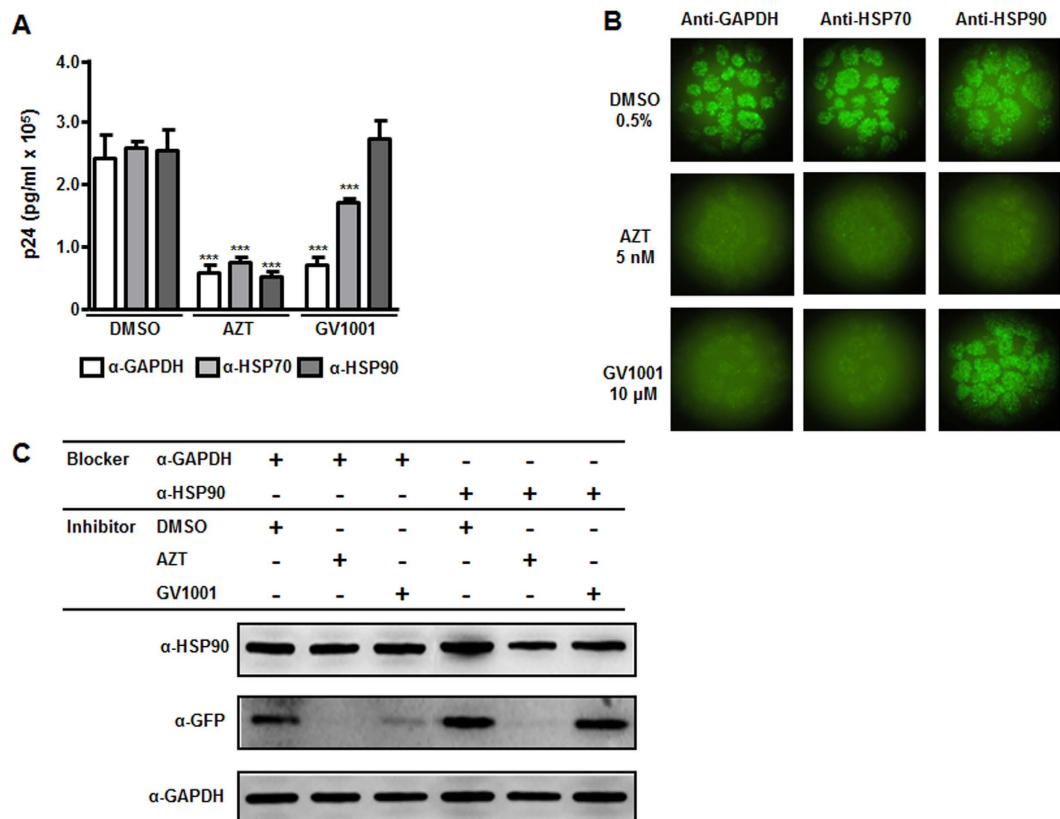 A
p24 (pg/ml x 10⁵)
4.0
3.0
2.0
1.0
0
*** *** ***
*** ***
DMSO AZT GV1001
α-GAPDH α-HSP70 α-HSP90
B
Anti-GAPDH Anti-HSP70 Anti-HSP90
DMSO
0.5%
AZT
5 nM
GV1001
10 µM
C
Blocker α-GAPDH + + + - - -
α-HSP90 - - - + + +
Inhibitor DMSO + - - + - -
AZT - + - - + -
GV1001 - - + - - +
α-HSP90
α-GFP
α-GAPDH